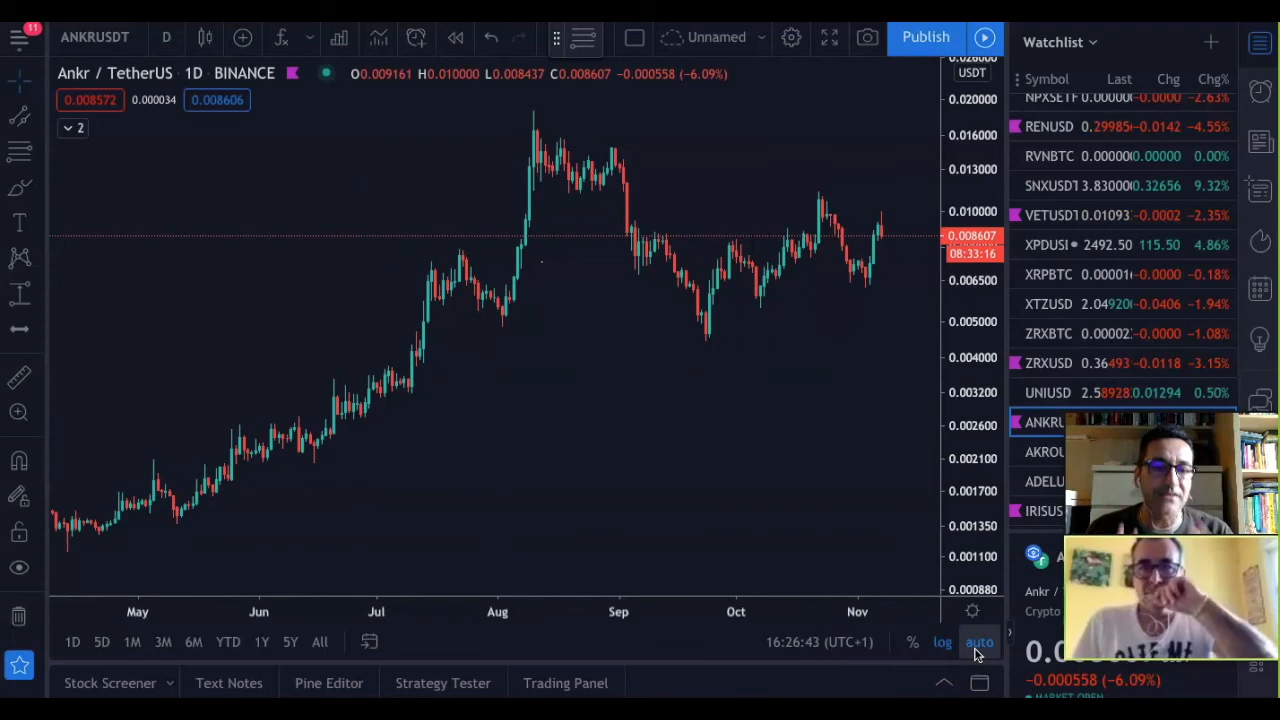 11
ANKRUSDT
D
Unnamed
Publish
Watchlist
Ankr / TetherUS · 1D · BINANCE
O0.009161 H0.010000 L0.008437 C0.008607 −0.000558 (−6.09%)
0.008572
0.000034
0.008606
2
USDT
0.020000
0.016000
0.013000
0.010000
0.008607
08:33:16
0.006500
0.005000
0.004000
0.003200
0.002600
0.002100
0.001700
0.001350
0.001100
0.000880
Symbol Last Chg Chg%
NPXSETH −0.0000 −2.63%
RENUSD 0.29985 −0.0142 −4.55%
RVNBTC 0.00000 0.00000 0.00%
SNXUSDT 3.83000 0.32656 9.32%
VETUSDT 0.01093 −0.0002 −2.35%
XPDUSD 2492.50 115.50 4.86%
XRPBTC 0.00001 −0.0000 −0.18%
XTZUSD 2.04920 −0.0406 −1.94%
ZRXBTC 0.00002 −0.0000 −1.08%
ZRXUSD 0.36493 −0.0118 −3.15%
UNIUSD 2.58928 0.01294 0.50%
ANKRU
AKROU
ADELU
IRISUS
May Jun Jul Aug Sep Oct Nov
1D 5D 1M 3M 6M YTD 1Y 5Y All
16:26:43 (UTC+1)
%
log
auto
Ankr / Te
Crypto
−0.000558 (−6.09%)
MARKET OPEN
Stock Screener
Text Notes
Pine Editor
Strategy Tester
Trading Panel